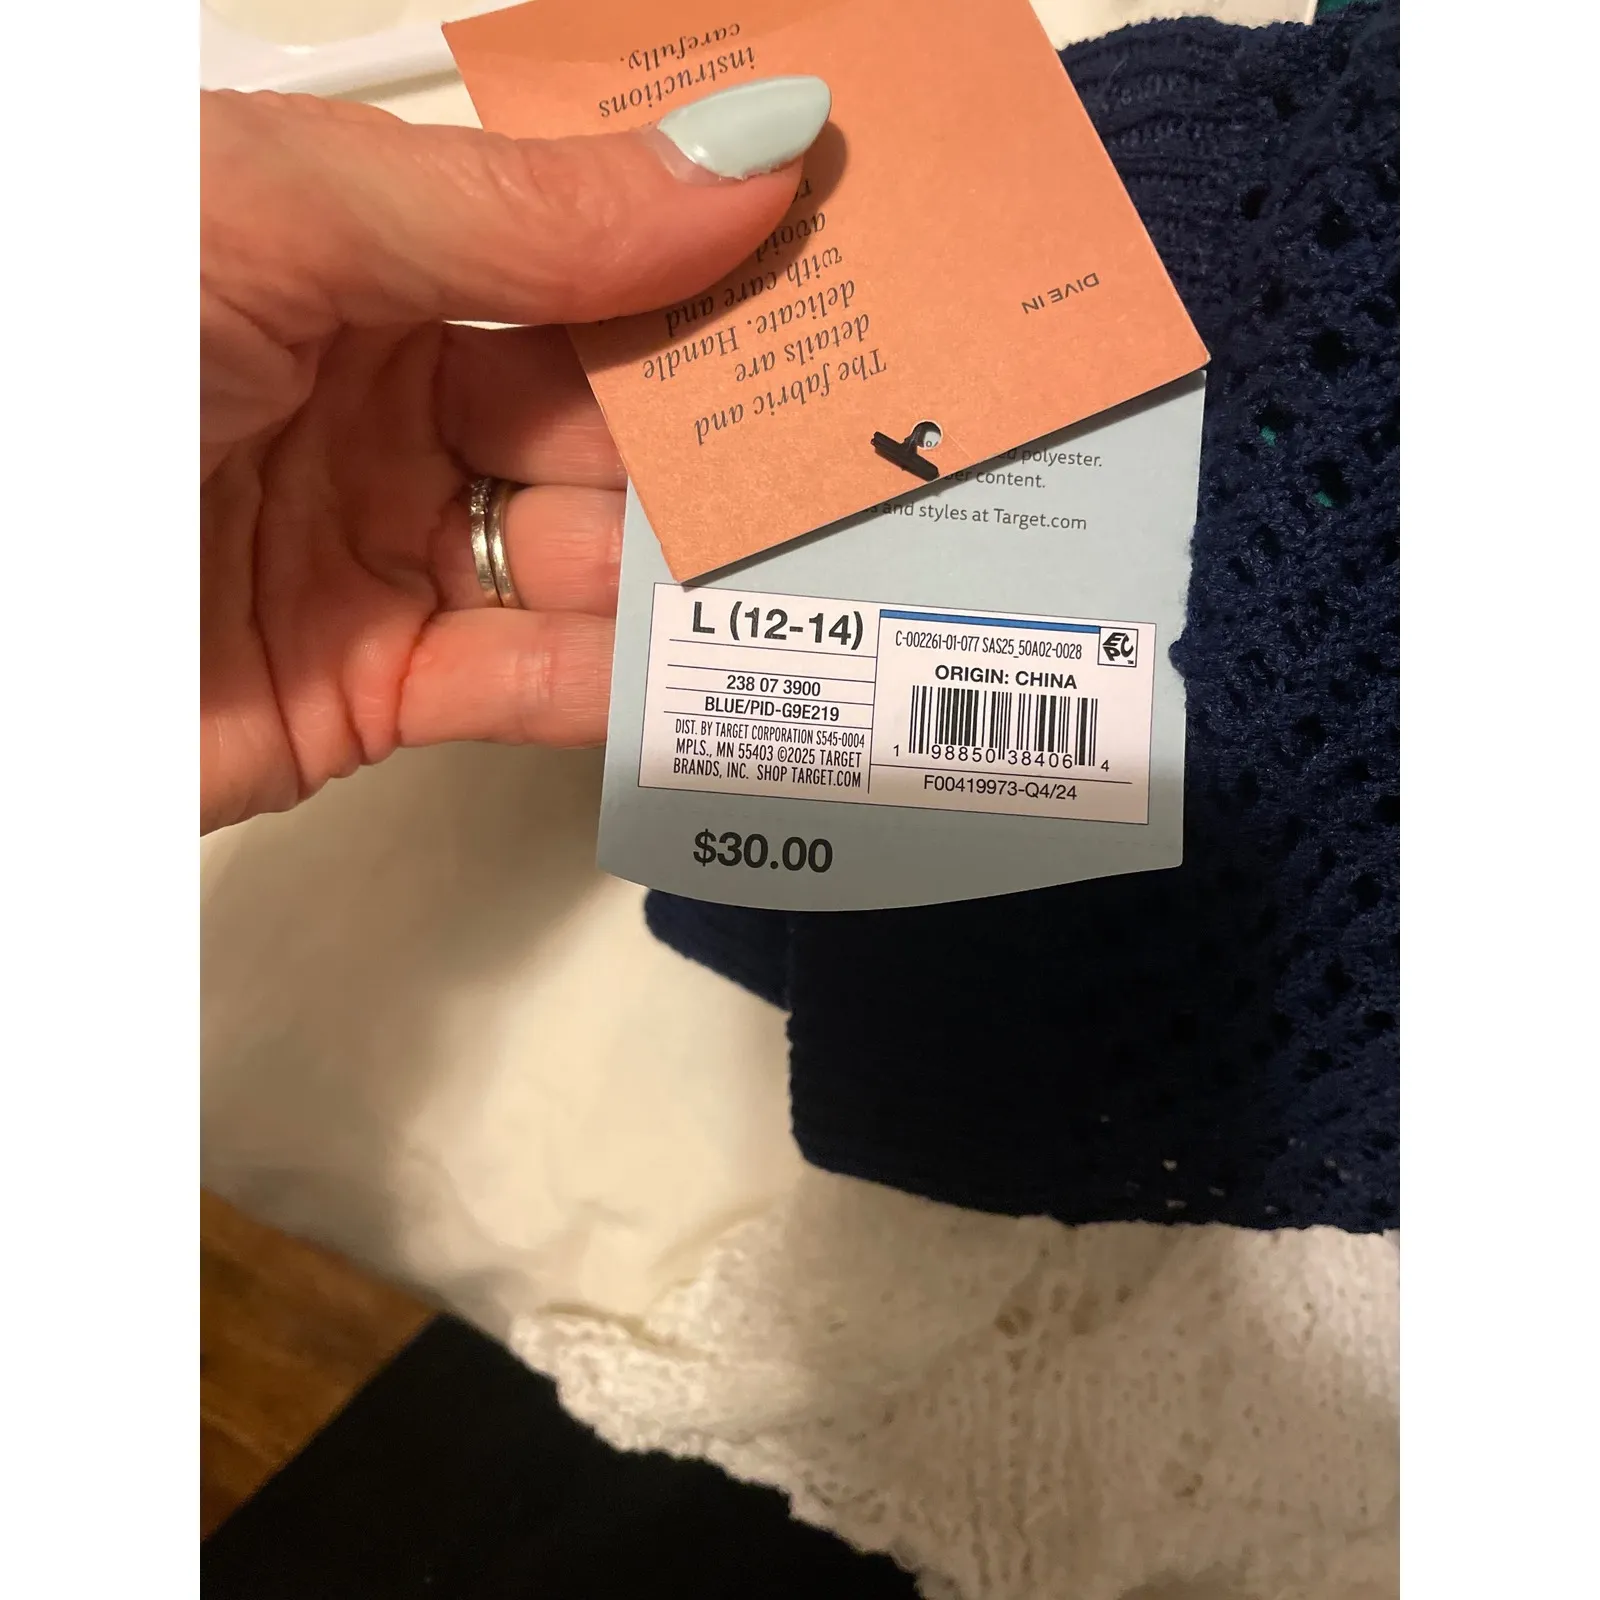 The fabric and
details are
delicate. Handle
with care and
avoid
instructions
carefully.
DIVE IN
polyester.
content.
and styles at Target.com
L (12-14)
238 07 3900
BLUE/PID-G9E219
DIST. BY TARGET CORPORATION S545-0004
MPLS., MN 55403 ©2025 TARGET
BRANDS, INC. SHOP TARGET.COM
C-002261-01-077 SAS25_50A02-0028
EPC™
ORIGIN: CHINA
1 98850 38406 4
F00419973-Q4/24
$30.00